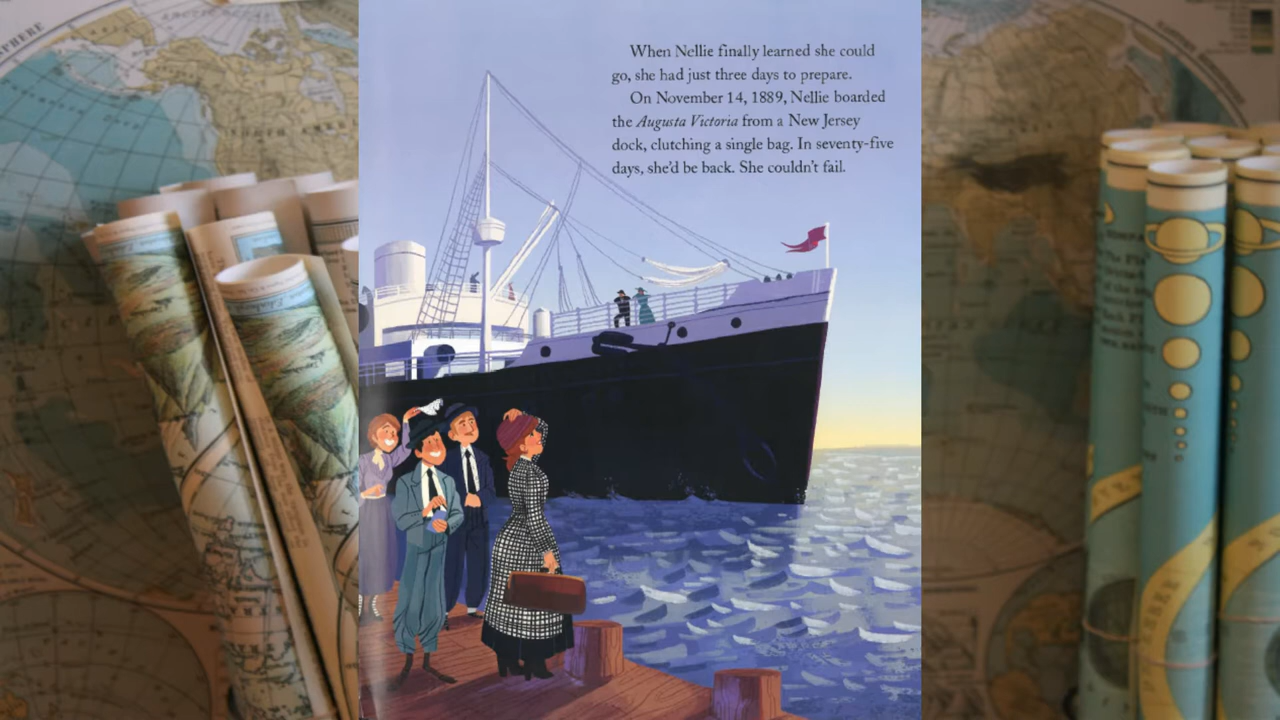 When Nellie finally learned she could
go, she had just three days to prepare.
On November 14, 1889, Nellie boarded
the Augusta Victoria from a New Jersey
dock, clutching a single bag. In seventy-five
days, she'd be back. She couldn't fail.